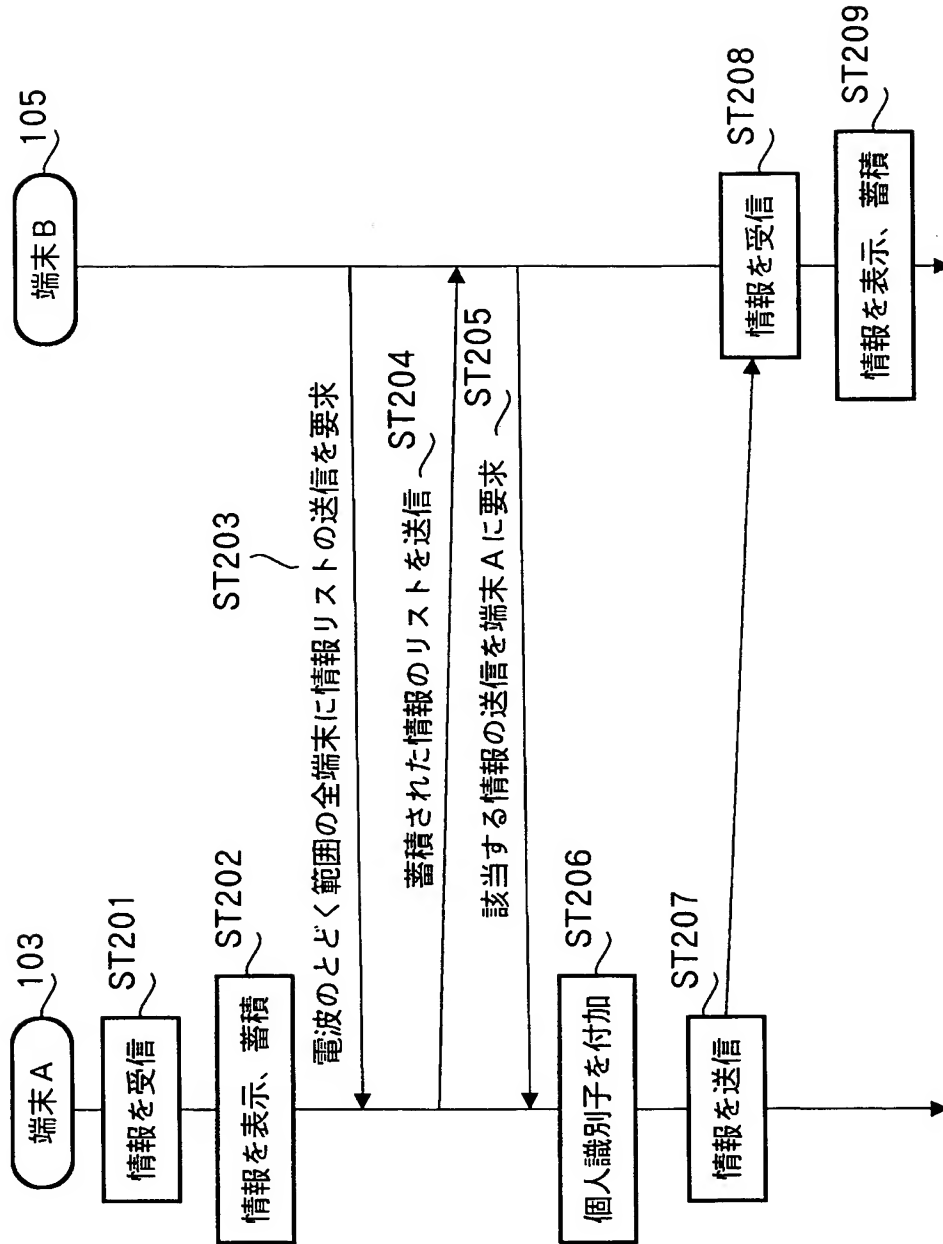 端末A
103
端末B
105
情報を受信
ST201
情報を表示、蓄積
ST202
ST203
電波のとどく範囲の全端末に情報リストの送信を要求
蓄積された情報のリストを送信
ST204
該当する情報の送信を端末Aに要求
ST205
個人識別子を付加
ST206
情報を送信
ST207
情報を受信
ST208
情報を表示、蓄積
ST209